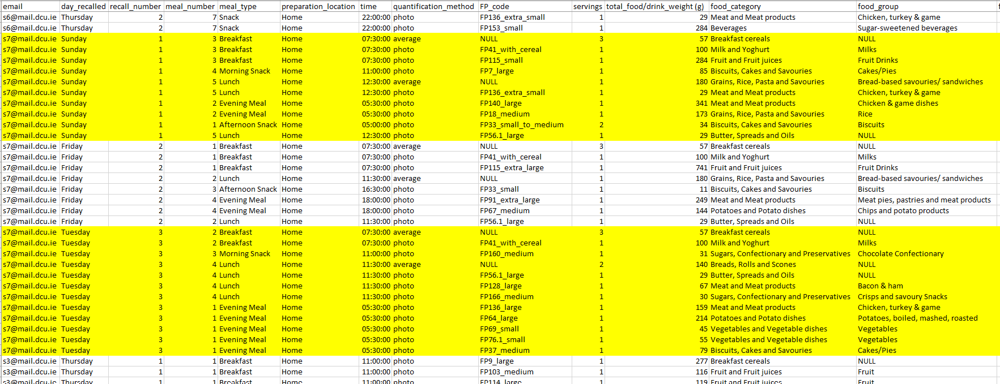 email day_recalled recall_number meal_number meal_type preparation_location time quantification_method FP_code servings total_food/drink_weight (g) food_category food_group
s6@mail.dcu.ie Thursday 2 7 Snack Home 22:00:00 photo FP136_extra_small 1 29 Meat and Meat products Chicken, turkey & game
s6@mail.dcu.ie Thursday 2 7 Snack Home 22:00:00 photo FP153_small 1 284 Beverages Sugar-sweetened beverages
s7@mail.dcu.ie Sunday 1 3 Breakfast Home 07:30:00 average NULL 3 57 Breakfast cereals NULL
s7@mail.dcu.ie Sunday 1 3 Breakfast Home 07:30:00 photo FP41_with_cereal 1 100 Milk and Yoghurt Milks
s7@mail.dcu.ie Sunday 1 3 Breakfast Home 07:30:00 photo FP115_small 1 284 Fruit and Fruit juices Fruit Drinks
s7@mail.dcu.ie Sunday 1 4 Morning Snack Home 11:00:00 photo FP7_large 1 85 Biscuits, Cakes and Savouries Cakes/Pies
s7@mail.dcu.ie Sunday 1 5 Lunch Home 12:30:00 average NULL 1 180 Grains, Rice, Pasta and Savouries Bread-based savouries/ sandwiches
s7@mail.dcu.ie Sunday 1 5 Lunch Home 12:30:00 photo FP136_extra_small 1 29 Meat and Meat products Chicken, turkey & game
s7@mail.dcu.ie Sunday 1 2 Evening Meal Home 05:30:00 photo FP140_large 1 341 Meat and Meat products Chicken & game dishes
s7@mail.dcu.ie Sunday 1 2 Evening Meal Home 05:30:00 photo FP18_medium 1 173 Grains, Rice, Pasta and Savouries Rice
s7@mail.dcu.ie Sunday 1 1 Afternoon Snack Home 05:00:00 photo FP33_small_to_medium 2 34 Biscuits, Cakes and Savouries Biscuits
s7@mail.dcu.ie Sunday 1 5 Lunch Home 12:30:00 photo FP56.1_large 1 29 Butter, Spreads and Oils NULL
s7@mail.dcu.ie Friday 2 1 Breakfast Home 07:30:00 average NULL 3 57 Breakfast cereals NULL
s7@mail.dcu.ie Friday 2 1 Breakfast Home 07:30:00 photo FP41_with_cereal 1 100 Milk and Yoghurt Milks
s7@mail.dcu.ie Friday 2 1 Breakfast Home 07:30:00 photo FP115_extra_large 1 741 Fruit and Fruit juices Fruit Drinks
s7@mail.dcu.ie Friday 2 2 Lunch Home 11:30:00 average NULL 1 180 Grains, Rice, Pasta and Savouries Bread-based savouries/ sandwiches
s7@mail.dcu.ie Friday 2 3 Afternoon Snack Home 16:30:00 photo FP33_small 1 11 Biscuits, Cakes and Savouries Biscuits
s7@mail.dcu.ie Friday 2 4 Evening Meal Home 18:00:00 photo FP91_extra_large 1 249 Meat and Meat products Meat pies, pastries and meat products
s7@mail.dcu.ie Friday 2 4 Evening Meal Home 18:00:00 photo FP67_medium 1 144 Potatoes and Potato dishes Chips and potato products
s7@mail.dcu.ie Friday 2 2 Lunch Home 11:30:00 photo FP56.1_large 1 29 Butter, Spreads and Oils NULL
s7@mail.dcu.ie Tuesday 3 2 Breakfast Home 07:30:00 average NULL 3 57 Breakfast cereals NULL
s7@mail.dcu.ie Tuesday 3 2 Breakfast Home 07:30:00 photo FP41_with_cereal 1 100 Milk and Yoghurt Milks
s7@mail.dcu.ie Tuesday 3 3 Morning Snack Home 11:00:00 photo FP160_medium 1 31 Sugars, Confectionary and Preservatives Chocolate Confectionary
s7@mail.dcu.ie Tuesday 3 4 Lunch Home 11:30:00 average NULL 2 140 Breads, Rolls and Scones NULL
s7@mail.dcu.ie Tuesday 3 4 Lunch Home 11:30:00 photo FP56.1_large 1 29 Butter, Spreads and Oils NULL
s7@mail.dcu.ie Tuesday 3 4 Lunch Home 11:30:00 photo FP128_large 1 67 Meat and Meat products Bacon & ham
s7@mail.dcu.ie Tuesday 3 4 Lunch Home 11:30:00 photo FP166_medium 1 30 Sugars, Confectionary and Preservatives Crisps and savoury Snacks
s7@mail.dcu.ie Tuesday 3 1 Evening Meal Home 05:30:00 photo FP136_large 1 159 Meat and Meat products Chicken, turkey & game
s7@mail.dcu.ie Tuesday 3 1 Evening Meal Home 05:30:00 photo FP64_large 1 214 Potatoes and Potato dishes Potatoes, boiled, mashed, roasted
s7@mail.dcu.ie Tuesday 3 1 Evening Meal Home 05:30:00 photo FP69_small 1 45 Vegetables and Vegetable dishes Vegetables
s7@mail.dcu.ie Tuesday 3 1 Evening Meal Home 05:30:00 photo FP76.1_small 1 55 Vegetables and Vegetable dishes Vegetables
s7@mail.dcu.ie Tuesday 3 1 Evening Meal Home 05:30:00 photo FP37_medium 1 79 Biscuits, Cakes and Savouries Cakes/Pies
s3@mail.dcu.ie Thursday 1 1 Breakfast Home 11:00:00 photo FP9_large 1 277 Breakfast cereals NULL
s3@mail.dcu.ie Thursday 1 1 Breakfast Home 11:00:00 photo FP103_medium 1 116 Fruit and Fruit juices Fruit
s3@mail.dcu.ie Thursday 1 1 Breakfast Home 11:00:00 photo FP114_large 1 119 Fruit and Fruit juices Fruit